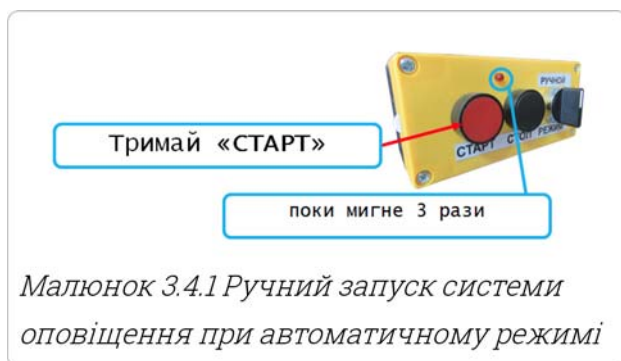 РУЧНОЙ
Тримай «СТАРТ»
СТАРТ СТОП РЕЖИМ
поки мигне 3 рази
Малюнок 3.4.1 Ручний запуск системи
оповіщення при автоматичному режимі